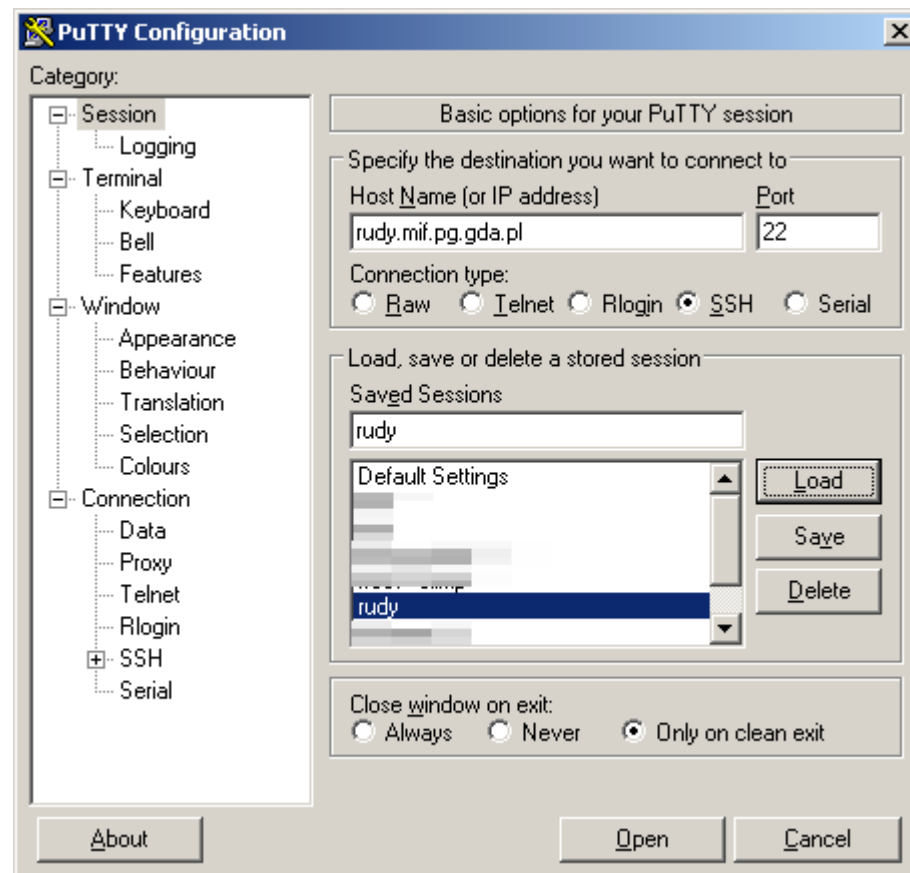 PuTTY Configuration
Category:
Session
Logging
Terminal
Keyboard
Bell
Features
Window
Appearance
Behaviour
Translation
Selection
Colours
Connection
Data
Proxy
Telnet
Rlogin
SSH
Serial
Basic options for your PuTTY session
Specify the destination you want to connect to
Host Name (or IP address) Port
rudy.mif.pg.gda.pl 22
Connection type:
Raw Telnet Rlogin SSH Serial
Load, save or delete a stored session
Saved Sessions
rudy
Default Settings
rudy
Load
Save
Delete
Close window on exit:
Always Never Only on clean exit
About Open Cancel